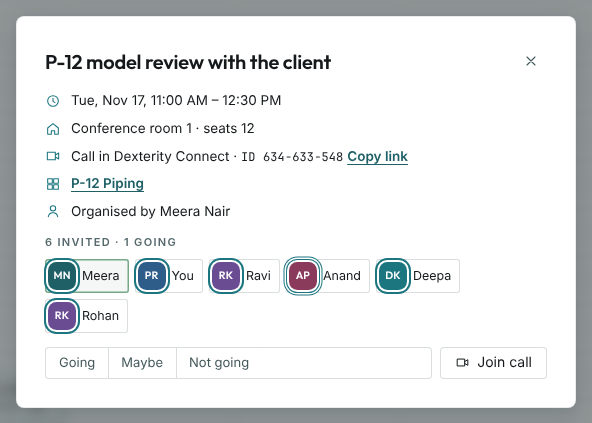 P-12 model review with the client
Tue, Nov 17, 11:00 AM – 12:30 PM
Conference room 1 · seats 12
Call in Dexterity Connect · ID 634-633-548 Copy link
P-12 Piping
Organised by Meera Nair
6 INVITED · 1 GOING
MN Meera PR You RK Ravi AP Anand DK Deepa
RK Rohan
Going Maybe Not going Join call